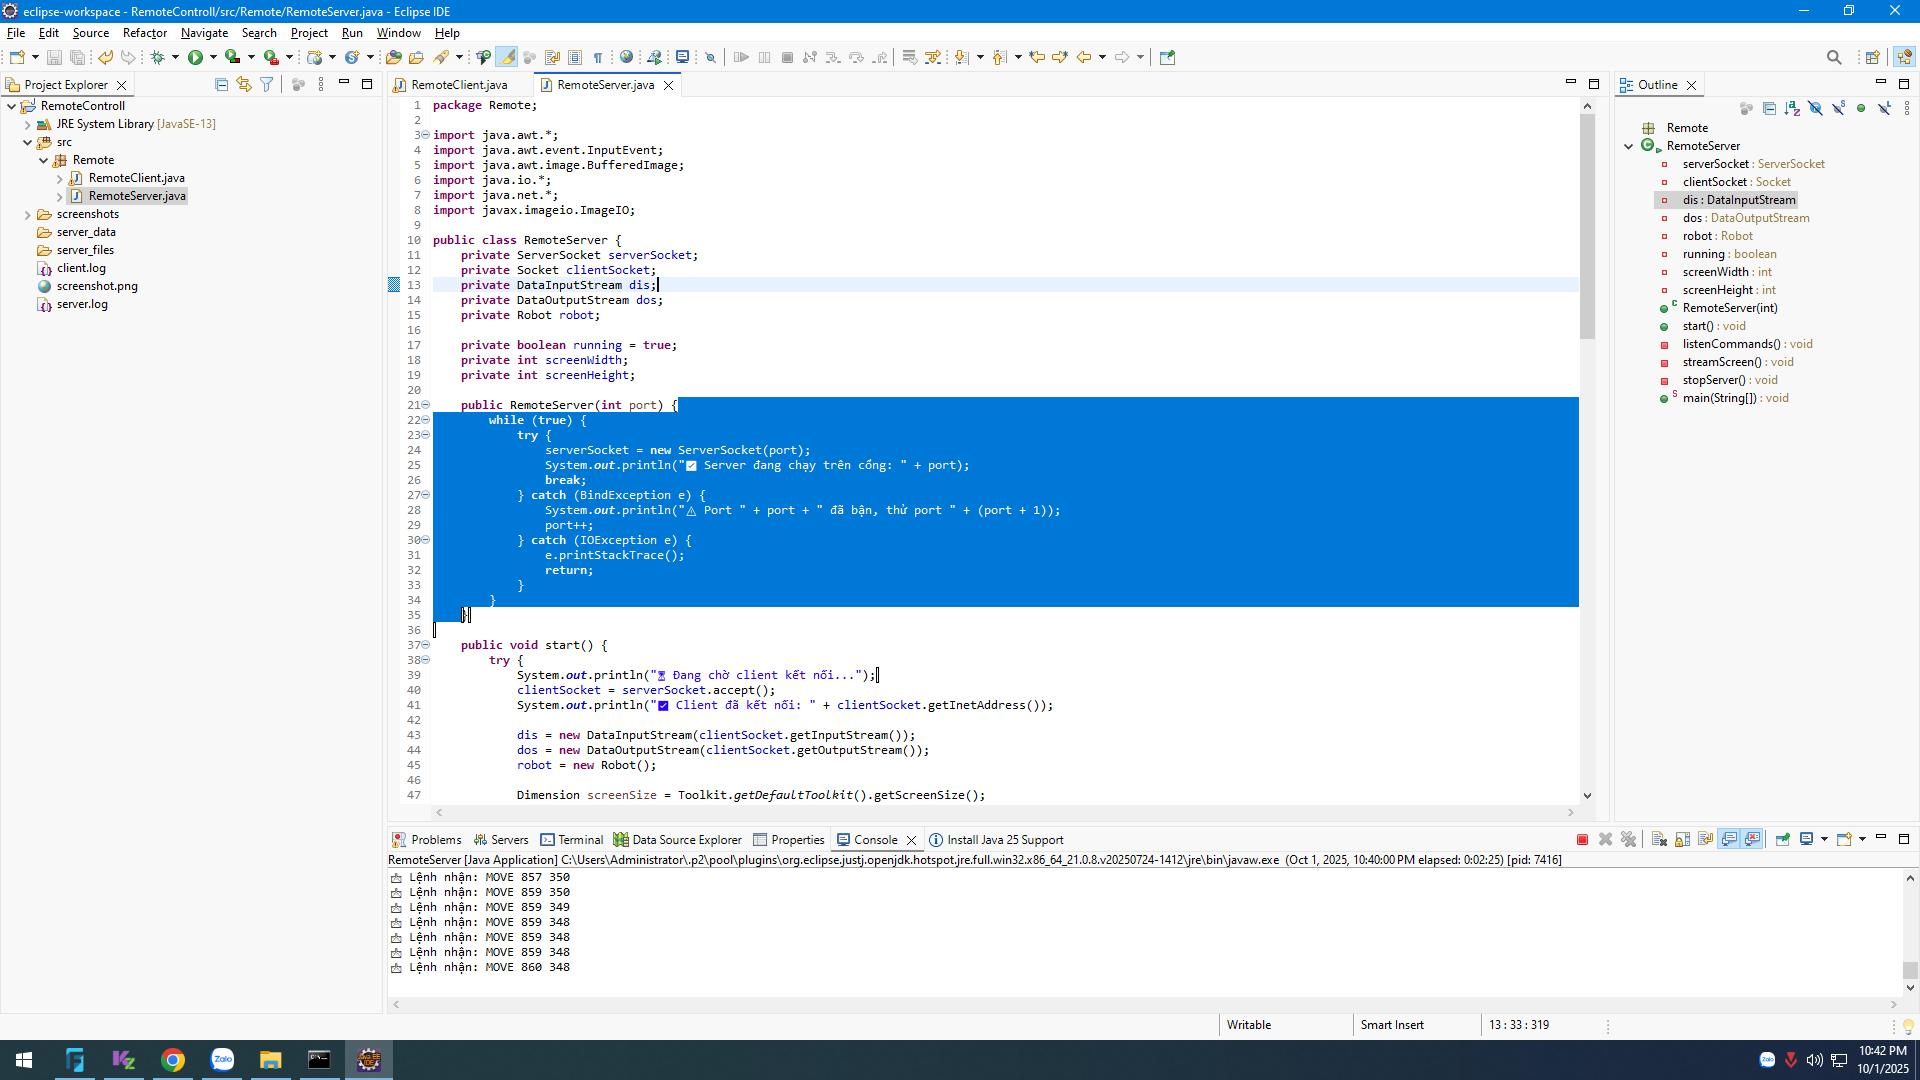 eclipse-workspace - RemoteControll/src/Remote/RemoteServer.java - Eclipse IDE
File Edit Source Refactor Navigate Search Project Run Window Help
Project Explorer
RemoteControll
JRE System Library [JavaSE-13]
src
Remote
RemoteClient.java
RemoteServer.java
screenshots
server_data
server_files
client.log
screenshot.png
server.log
RemoteClient.java RemoteServer.java
1 package Remote;
2
3 import java.awt.*;
4 import java.awt.event.InputEvent;
5 import java.awt.image.BufferedImage;
6 import java.io.*;
7 import java.net.*;
8 import javax.imageio.ImageIO;
9
10 public class RemoteServer {
11 private ServerSocket serverSocket;
12 private Socket clientSocket;
13 private DataInputStream dis;
14 private DataOutputStream dos;
15 private Robot robot;
16
17 private boolean running = true;
18 private int screenWidth;
19 private int screenHeight;
20
21 public RemoteServer(int port) {
22 while (true) {
23 try {
24 serverSocket = new ServerSocket(port);
25 System.out.println("✅ Server đang chạy trên cổng: " + port);
26 break;
27 } catch (BindException e) {
28 System.out.println("⚠ Port " + port + " đã bận, thử port " + (port + 1));
29 port++;
30 } catch (IOException e) {
31 e.printStackTrace();
32 return;
33 }
34 }
35 }
36
37 public void start() {
38 try {
39 System.out.println("⏳ Đang chờ client kết nối...");
40 clientSocket = serverSocket.accept();
41 System.out.println("✅ Client đã kết nối: " + clientSocket.getInetAddress());
42
43 dis = new DataInputStream(clientSocket.getInputStream());
44 dos = new DataOutputStream(clientSocket.getOutputStream());
45 robot = new Robot();
46
47 Dimension screenSize = Toolkit.getDefaultToolkit().getScreenSize();
Outline
Remote
RemoteServer
serverSocket : ServerSocket
clientSocket : Socket
dis : DataInputStream
dos : DataOutputStream
robot : Robot
running : boolean
screenWidth : int
screenHeight : int
RemoteServer(int)
start() : void
listenCommands() : void
streamScreen() : void
stopServer() : void
main(String[]) : void
Problems Servers Terminal Data Source Explorer Properties Console Install Java 25 Support
RemoteServer [Java Application] C:\Users\Administrator\.p2\pool\plugins\org.eclipse.justj.openjdk.hotspot.jre.full.win32.x86_64_21.0.8.v20250724-1412\jre\bin\javaw.exe (Oct 1, 2025, 10:40:00 PM elapsed: 0:02:25) [pid: 7416]
Lệnh nhận: MOVE 857 350
Lệnh nhận: MOVE 859 350
Lệnh nhận: MOVE 859 349
Lệnh nhận: MOVE 859 348
Lệnh nhận: MOVE 859 348
Lệnh nhận: MOVE 859 348
Lệnh nhận: MOVE 860 348
Writable Smart Insert 13 : 33 : 319
Zalo
10:42 PM
10/1/2025